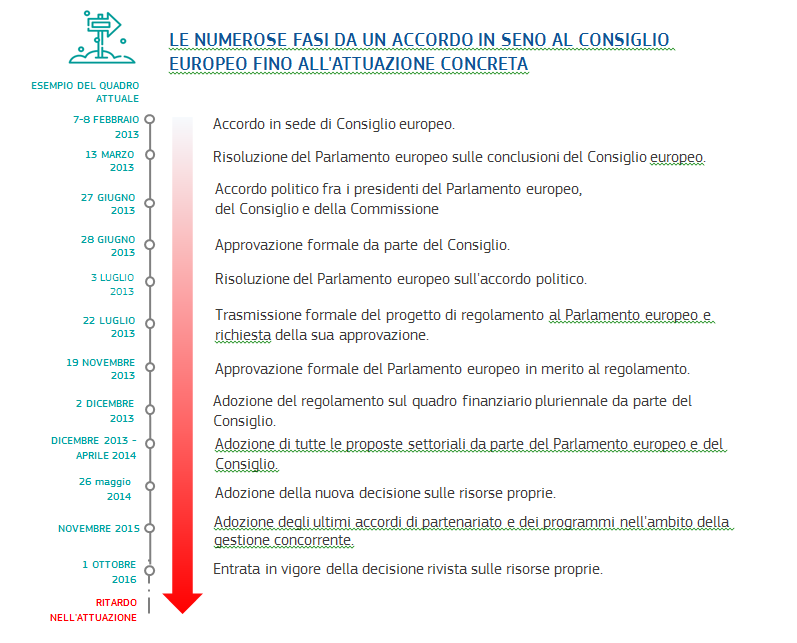 LE NUMEROSE FASI DA UN ACCORDO IN SENO AL CONSIGLIO
EUROPEO FINO ALL'ATTUAZIONE CONCRETA
ESEMPIO DEL QUADRO
ATTUALE
7-8 FEBBRAIO
2013
Accordo in sede di Consiglio europeo.
13 MARZO
2013
Risoluzione del Parlamento europeo sulle conclusioni del Consiglio europeo.
27 GIUGNO
2013
Accordo politico fra i presidenti del Parlamento europeo,
del Consiglio e della Commissione
28 GIUGNO
2013
Approvazione formale da parte del Consiglio.
3 LUGLIO
2013
Risoluzione del Parlamento europeo sull'accordo politico.
22 LUGLIO
2013
Trasmissione formale del progetto di regolamento al Parlamento europeo e
richiesta della sua approvazione.
19 NOVEMBRE
2013
Approvazione formale del Parlamento europeo in merito al regolamento.
2 DICEMBRE
2013
Adozione del regolamento sul quadro finanziario pluriennale da parte del
Consiglio.
DICEMBRE 2013 -
APRILE 2014
Adozione di tutte le proposte settoriali da parte del Parlamento europeo e del
Consiglio.
26 maggio
2014
Adozione della nuova decisione sulle risorse proprie.
NOVEMBRE 2015
Adozione degli ultimi accordi di partenariato e dei programmi nell'ambito della
gestione concorrente.
1 OTTOBRE
2016
Entrata in vigore della decisione rivista sulle risorse proprie.
RITARDO
NELL'ATTUAZIONE